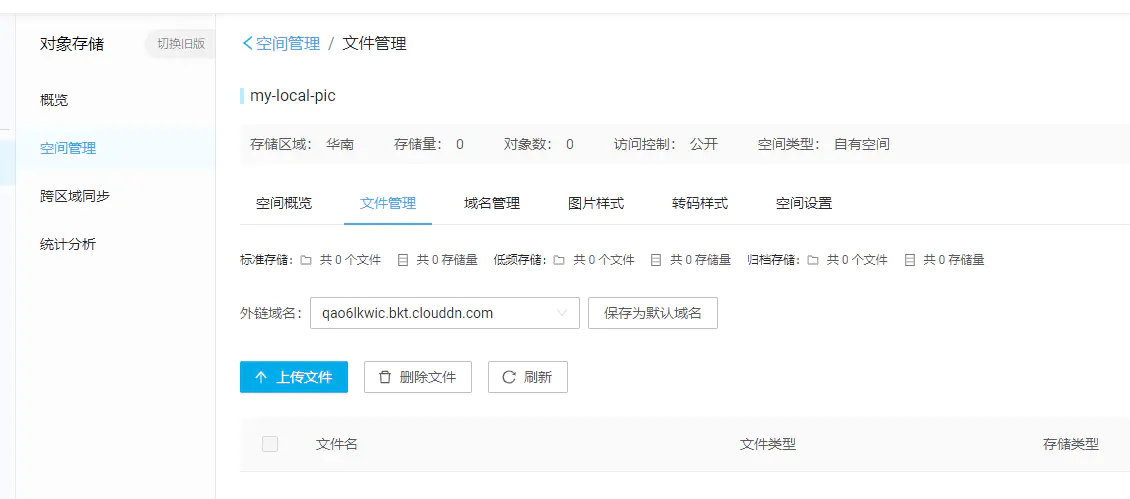 对象存储 切换旧版
概览
空间管理
跨区域同步
统计分析
空间管理 / 文件管理
my-local-pic
存储区域： 华南 存储量： 0 对象数： 0 访问控制： 公开 空间类型： 自有空间
空间概览 文件管理 域名管理 图片样式 转码样式 空间设置
标准存储: 共 0 个文件 共 0 存储量 低频存储: 共 0 个文件 共 0 存储量 归档存储: 共 0 个文件 共 0 存储量
外链域名： qao6lkwic.bkt.clouddn.com 保存为默认域名
上传文件 删除文件 刷新
文件名 文件类型 存储类型